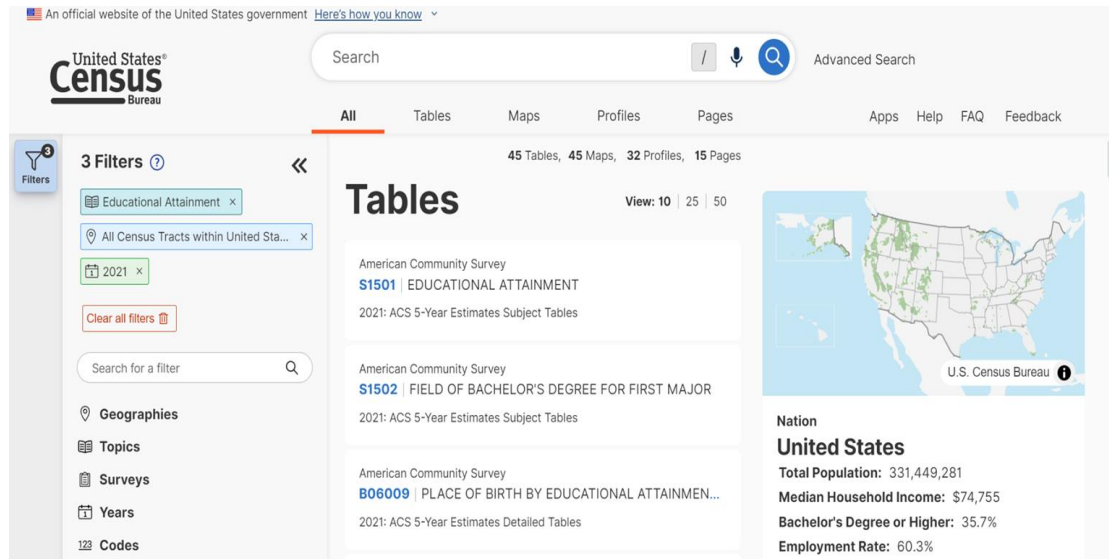 An official website of the United States government Here's how you know
United States®
Census
Bureau
Search
/
Advanced Search
All Tables Maps Profiles Pages
Apps Help FAQ Feedback
3
Filters
3 Filters ?
Educational Attainment ×
All Census Tracts within United Sta... ×
2021 ×
Clear all filters
Search for a filter
Geographies
Topics
Surveys
Years
123 Codes
45 Tables, 45 Maps, 32 Profiles, 15 Pages
Tables
View: 10 | 25 | 50
American Community Survey
S1501 | EDUCATIONAL ATTAINMENT
2021: ACS 5-Year Estimates Subject Tables
American Community Survey
S1502 | FIELD OF BACHELOR'S DEGREE FOR FIRST MAJOR
2021: ACS 5-Year Estimates Subject Tables
American Community Survey
B06009 | PLACE OF BIRTH BY EDUCATIONAL ATTAINMEN...
2021: ACS 5-Year Estimates Detailed Tables
U.S. Census Bureau
Nation
United States
Total Population: 331,449,281
Median Household Income: $74,755
Bachelor's Degree or Higher: 35.7%
Employment Rate: 60.3%